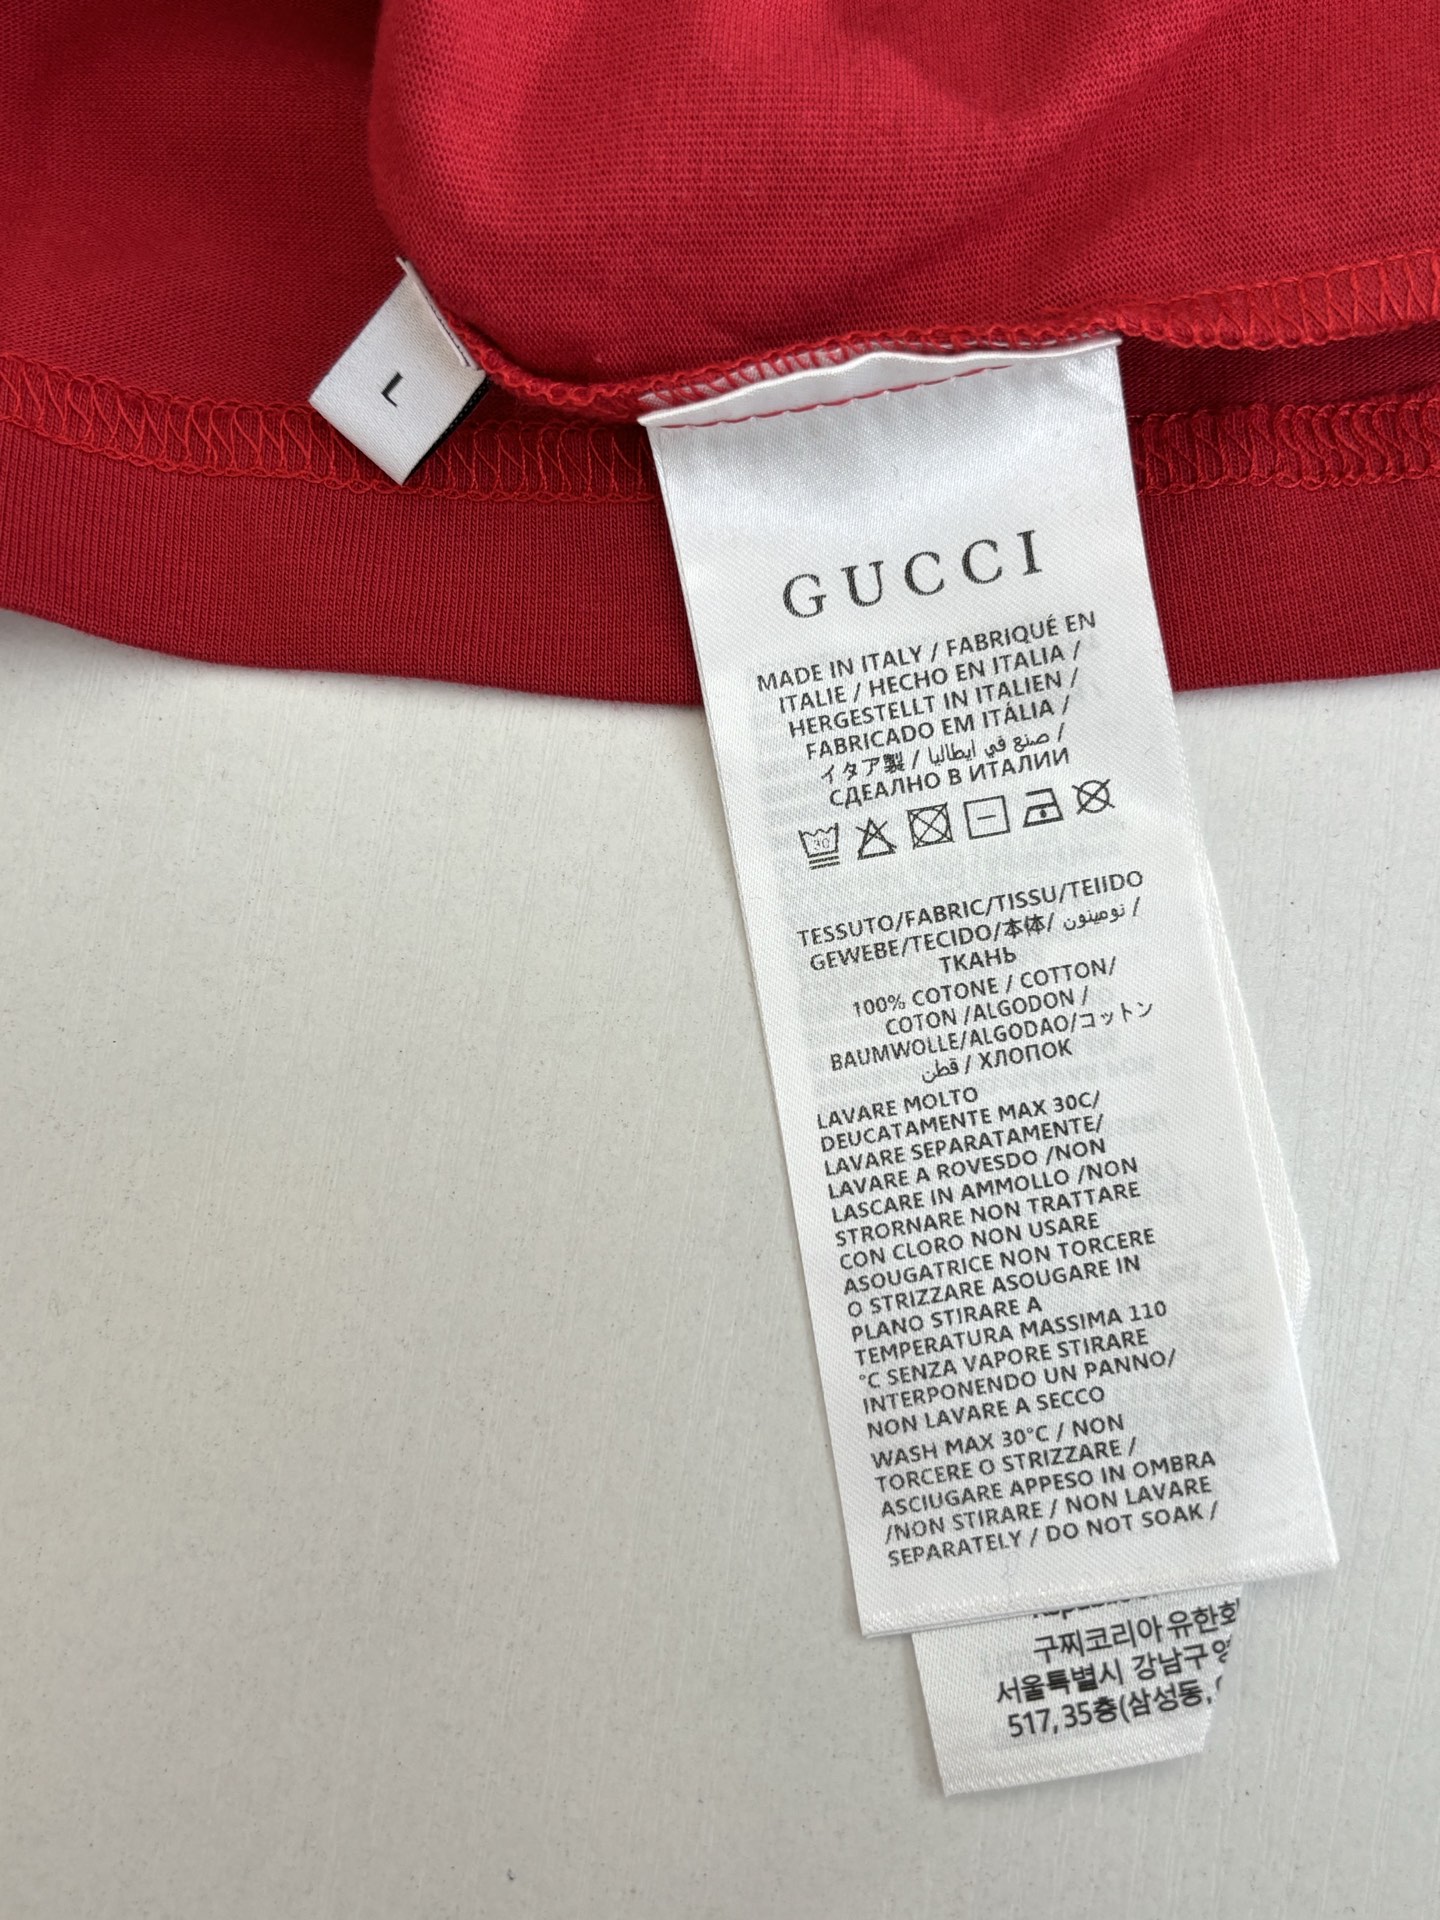 L
GUCCI
MADE IN ITALY / FABRIQUÉ EN
ITALIE / HECHO EN ITALIA /
HERGESTELLT IN ITALIEN /
FABRICADO EM ITÁLIA /
イタア製 / صنع في ايطاليا /
СДЕАЛНО В ИТАЛИИ
30
TESSUTO/FABRIC/TISSU/TEIIDO
GEWEBE/TECIDO/本体/ نومينون /
ТКАНЬ
100% COTONE / COTTON/
COTON /ALGODON /
BAUMWOLLE/ALGODAO/コットン
قطن / ХЛОПОК
LAVARE MOLTO
DEUCATAMENTE MAX 30C/
LAVARE SEPARATAMENTE/
LAVARE A ROVESDO /NON
LASCARE IN AMMOLLO /NON
STRORNARE NON TRATTARE
CON CLORO NON USARE
ASOUGATRICE NON TORCERE
O STRIZZARE ASOUGARE IN
PLANO STIRARE A
TEMPERATURA MASSIMA 110
°C SENZA VAPORE STIRARE
INTERPONENDO UN PANNO/
NON LAVARE A SECCO
WASH MAX 30°C / NON
TORCERE O STRIZZARE /
ASCIUGARE APPESO IN OMBRA
/NON STIRARE / NON LAVARE
SEPARATELY / DO NOT SOAK /
구찌코리아 유한회
서울특별시 강남구 영
517, 35층(삼성동,